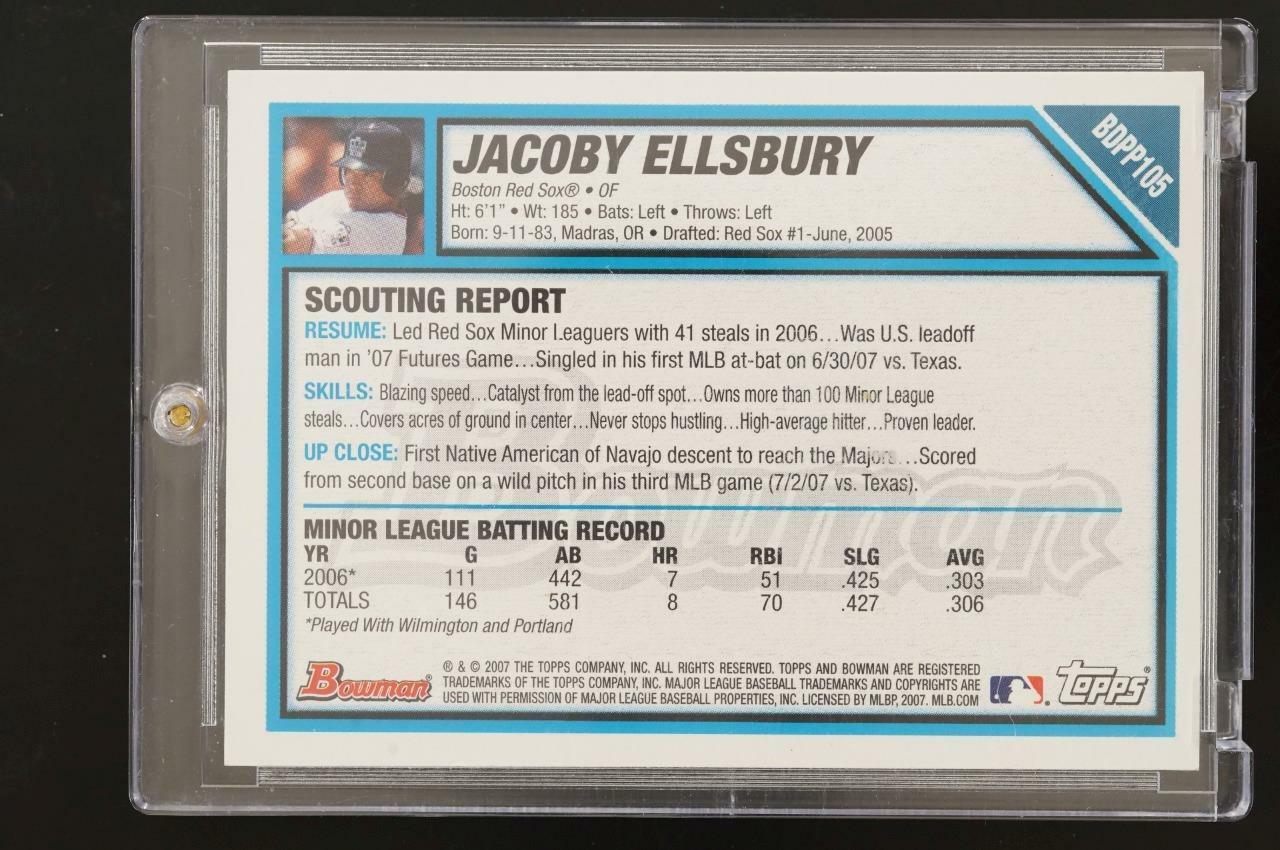 JACOBY ELLSBURY
BDPP105
Boston Red Sox® • OF
Ht: 6'1" • Wt: 185 • Bats: Left • Throws: Left
Born: 9-11-83, Madras, OR • Drafted: Red Sox #1-June, 2005
SCOUTING REPORT
RESUME: Led Red Sox Minor Leaguers with 41 steals in 2006...Was U.S. leadoff
man in '07 Futures Game...Singled in his first MLB at-bat on 6/30/07 vs. Texas.
SKILLS: Blazing speed...Catalyst from the lead-off spot...Owns more than 100 Minor League
steals...Covers acres of ground in center...Never stops hustling...High-average hitter...Proven leader.
UP CLOSE: First Native American of Navajo descent to reach the Majors...Scored
from second base on a wild pitch in his third MLB game (7/2/07 vs. Texas).
Bowman
MINOR LEAGUE BATTING RECORD
YR G AB HR RBI SLG AVG
2006* 111 442 7 51 .425 .303
TOTALS 146 581 8 70 .427 .306
*Played With Wilmington and Portland
Bowman®
® & © 2007 THE TOPPS COMPANY, INC. ALL RIGHTS RESERVED. TOPPS AND BOWMAN ARE REGISTERED
TRADEMARKS OF THE TOPPS COMPANY, INC. MAJOR LEAGUE BASEBALL TRADEMARKS AND COPYRIGHTS ARE
USED WITH PERMISSION OF MAJOR LEAGUE BASEBALL PROPERTIES, INC. LICENSED BY MLBP, 2007. MLB.COM
Topps®